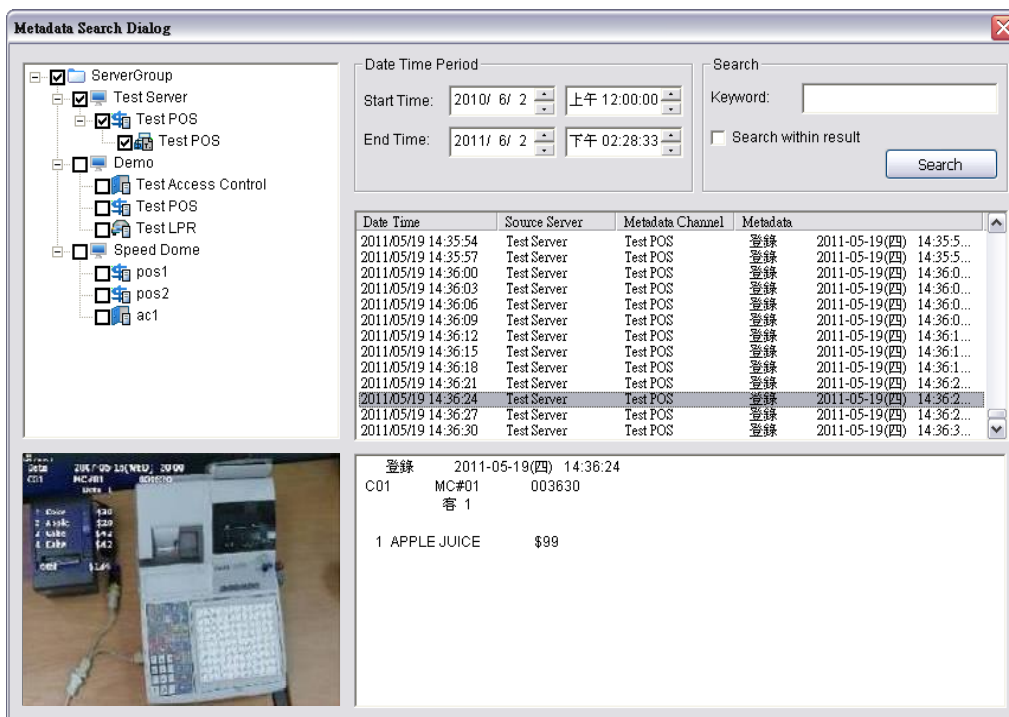 Metadata Search Dialog
ServerGroup
Test Server
Test POS
Test POS
Demo
Test Access Control
Test POS
Test LPR
Speed Dome
pos1
pos2
ac1
Date Time Period
Start Time: 2010/ 6/ 2 上午 12:00:00
End Time: 2011/ 6/ 2 下午 02:28:33
Search
Keyword:
Search within result
Search
Date Time Source Server Metadata Channel Metadata
2011/05/19 14:35:54 Test Server Test POS 登錄 2011-05-19(四) 14:35:5...
2011/05/19 14:35:57 Test Server Test POS 登錄 2011-05-19(四) 14:35:5...
2011/05/19 14:36:00 Test Server Test POS 登錄 2011-05-19(四) 14:36:0...
2011/05/19 14:36:03 Test Server Test POS 登錄 2011-05-19(四) 14:36:0...
2011/05/19 14:36:06 Test Server Test POS 登錄 2011-05-19(四) 14:36:0...
2011/05/19 14:36:09 Test Server Test POS 登錄 2011-05-19(四) 14:36:0...
2011/05/19 14:36:12 Test Server Test POS 登錄 2011-05-19(四) 14:36:1...
2011/05/19 14:36:15 Test Server Test POS 登錄 2011-05-19(四) 14:36:1...
2011/05/19 14:36:18 Test Server Test POS 登錄 2011-05-19(四) 14:36:1...
2011/05/19 14:36:21 Test Server Test POS 登錄 2011-05-19(四) 14:36:2...
2011/05/19 14:36:24 Test Server Test POS 登錄 2011-05-19(四) 14:36:2...
2011/05/19 14:36:27 Test Server Test POS 登錄 2011-05-19(四) 14:36:2...
2011/05/19 14:36:30 Test Server Test POS 登錄 2011-05-19(四) 14:36:3...
C01 MC#01
1
2 Apple $20
3 Cake $42
4 Cake $42
登錄 2011-05-19(四) 14:36:24
C01 MC#01 003630
客 1
1 APPLE JUICE $99